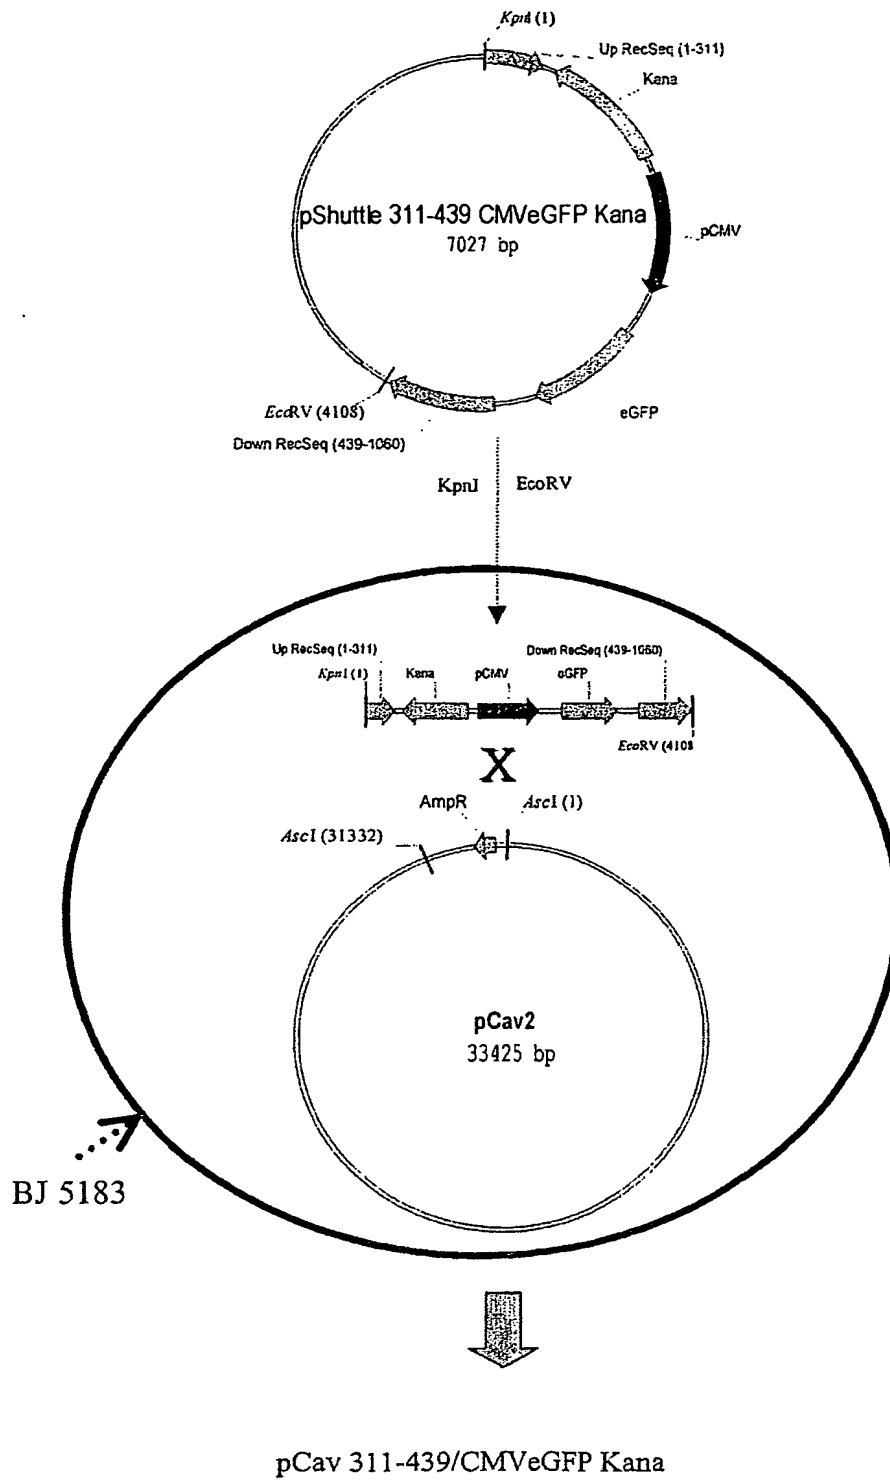 KpnI (1)
Up RecSeq (1-311)
Kana
pShuttle 311-439 CMVeGFP Kana
7027 bp
pCMV
EcoRV (4108)
eGFP
Down RecSeq (439-1060)
KpnI EcoRV
Up RecSeq (1-311) Down RecSeq (439-1060)
KpnI (1) Kana pCMV eGFP
EcoRV (4108
X
AmpR AscI (1)
AscI (31332)
pCav2
33425 bp
BJ 5183
pCav 311-439/CMVeGFP Kana